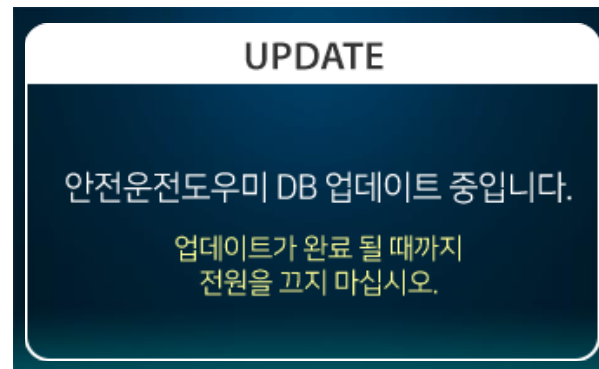 UPDATE
안전운전도우미 DB 업데이트 중입니다.
업데이트가 완료 될 때까지
전원을 끄지 마십시오.